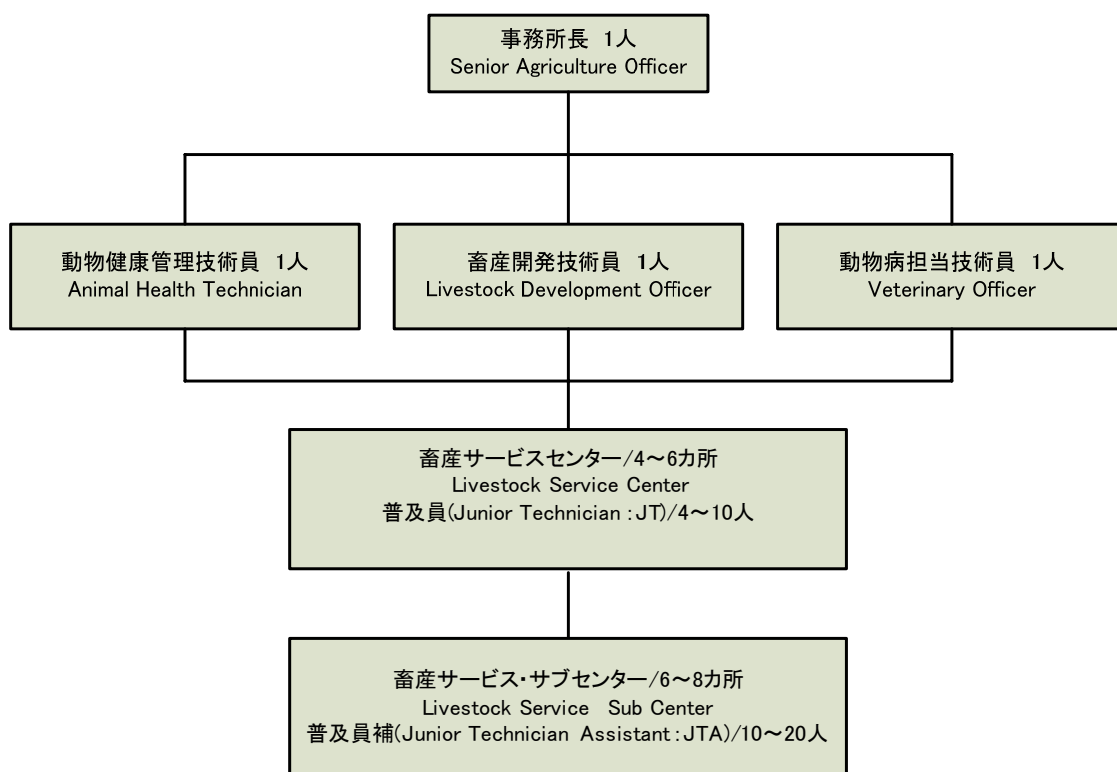 事務所長 1人
Senior Agriculture Officer
動物健康管理技術員 1人
Animal Health Technician
畜産開発技術員 1人
Livestock Development Officer
動物病担当技術員 1人
Veterinary Officer
畜産サービスセンター/4～6カ所
Livestock Service Center
普及員(Junior Technician：JT)/4～10人
畜産サービス・サブセンター/6～8カ所
Livestock Service Sub Center
普及員補(Junior Technician Assistant：JTA)/10～20人